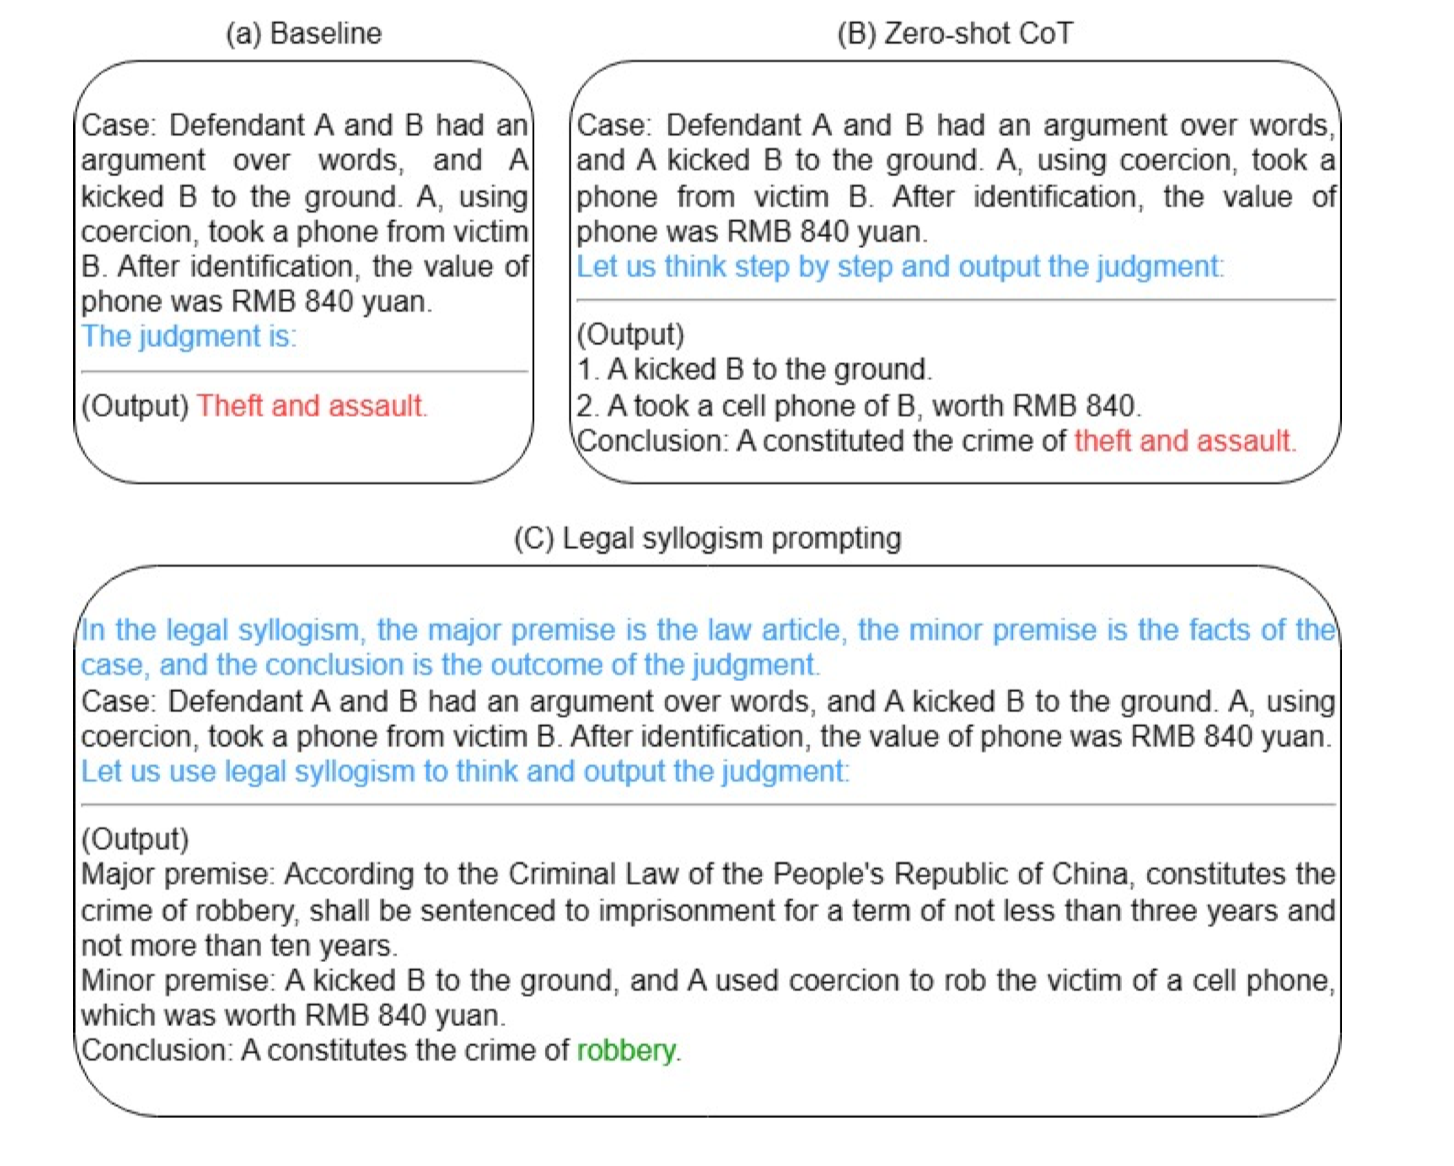 (a) Baseline
Case: Defendant A and B had an
argument over words, and A
kicked B to the ground. A, using
coercion, took a phone from victim
B. After identification, the value of
phone was RMB 840 yuan.
The judgment is:
(Output) Theft and assault.
(B) Zero-shot CoT
Case: Defendant A and B had an argument over words,
and A kicked B to the ground. A, using coercion, took a
phone from victim B. After identification, the value of
phone was RMB 840 yuan.
Let us think step by step and output the judgment:
(Output)
1. A kicked B to the ground.
2. A took a cell phone of B, worth RMB 840.
Conclusion: A constituted the crime of theft and assault.
(C) Legal syllogism prompting
In the legal syllogism, the major premise is the law article, the minor premise is the facts of the
case, and the conclusion is the outcome of the judgment.
Case: Defendant A and B had an argument over words, and A kicked B to the ground. A, using
coercion, took a phone from victim B. After identification, the value of phone was RMB 840 yuan.
Let us use legal syllogism to think and output the judgment:
(Output)
Major premise: According to the Criminal Law of the People's Republic of China, constitutes the
crime of robbery, shall be sentenced to imprisonment for a term of not less than three years and
not more than ten years.
Minor premise: A kicked B to the ground, and A used coercion to rob the victim of a cell phone,
which was worth RMB 840 yuan.
Conclusion: A constitutes the crime of robbery.